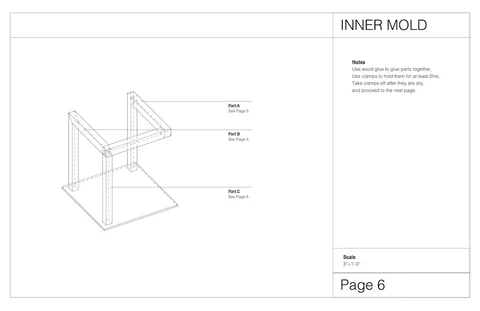 INNER MOLD
Notes
Use wood glue to glue parts together.
Use clamps to hold them for at least 2hrs.
Take clamps off after they are dry,
and proceed to the next page.
Part A
See Page 5
Part B
See Page 5
Part C
See Page 5
Scale
3"=1'-0"
Page 6